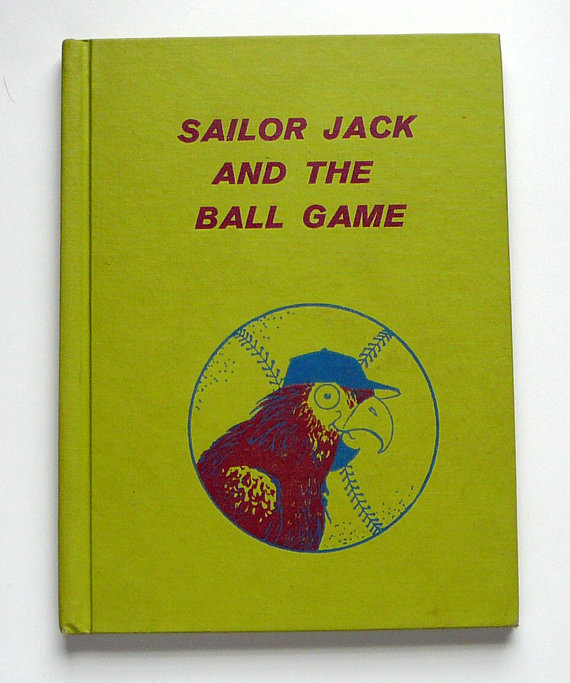 SAILOR JACK
AND THE
BALL GAME